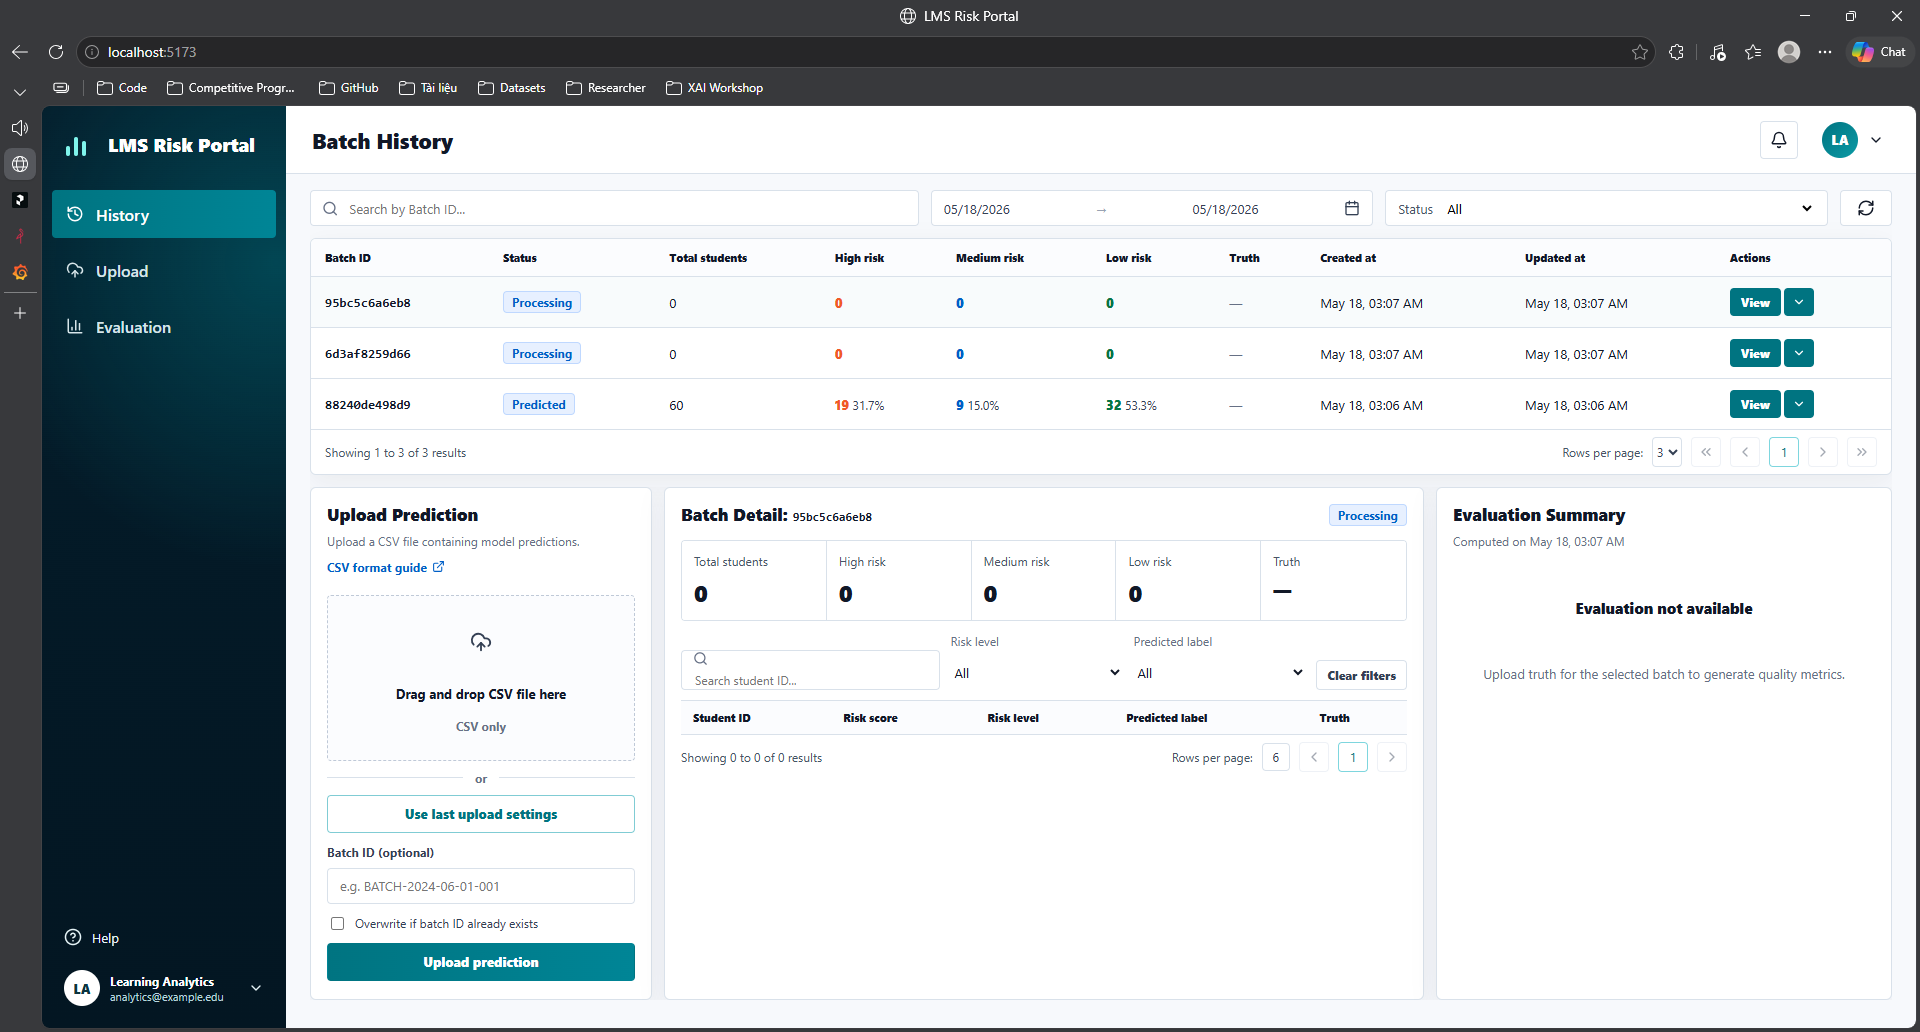 LMS Risk Portal
localhost:5173
Chat
Code
Competitive Progr...
GitHub
Tài liệu
Datasets
Researcher
XAI Workshop
LMS Risk Portal
History
Upload
Evaluation
Help
LA
Learning Analytics
analytics@example.edu
Batch History
LA
Search by Batch ID...
05/18/2026 → 05/18/2026
Status All
Batch ID Status Total students High risk Medium risk Low risk Truth Created at Updated at Actions
95bc5c6a6eb8 Processing 0 0 0 0 — May 18, 03:07 AM May 18, 03:07 AM View
6d3af8259d66 Processing 0 0 0 0 — May 18, 03:07 AM May 18, 03:07 AM View
88240de498d9 Predicted 60 19 31.7% 9 15.0% 32 53.3% — May 18, 03:06 AM May 18, 03:06 AM View
Showing 1 to 3 of 3 results
Rows per page: 3 « ‹ 1 › »
Upload Prediction
Upload a CSV file containing model predictions.
CSV format guide
Drag and drop CSV file here
CSV only
or
Use last upload settings
Batch ID (optional)
e.g. BATCH-2024-06-01-001
Overwrite if batch ID already exists
Upload prediction
Batch Detail: 95bc5c6a6eb8
Processing
Total students High risk Medium risk Low risk Truth
0 0 0 0 —
Risk level Predicted label
Search student ID... All All Clear filters
Student ID Risk score Risk level Predicted label Truth
Showing 0 to 0 of 0 results
Rows per page: 6 ‹ 1 ›
Evaluation Summary
Computed on May 18, 03:07 AM
Evaluation not available
Upload truth for the selected batch to generate quality metrics.